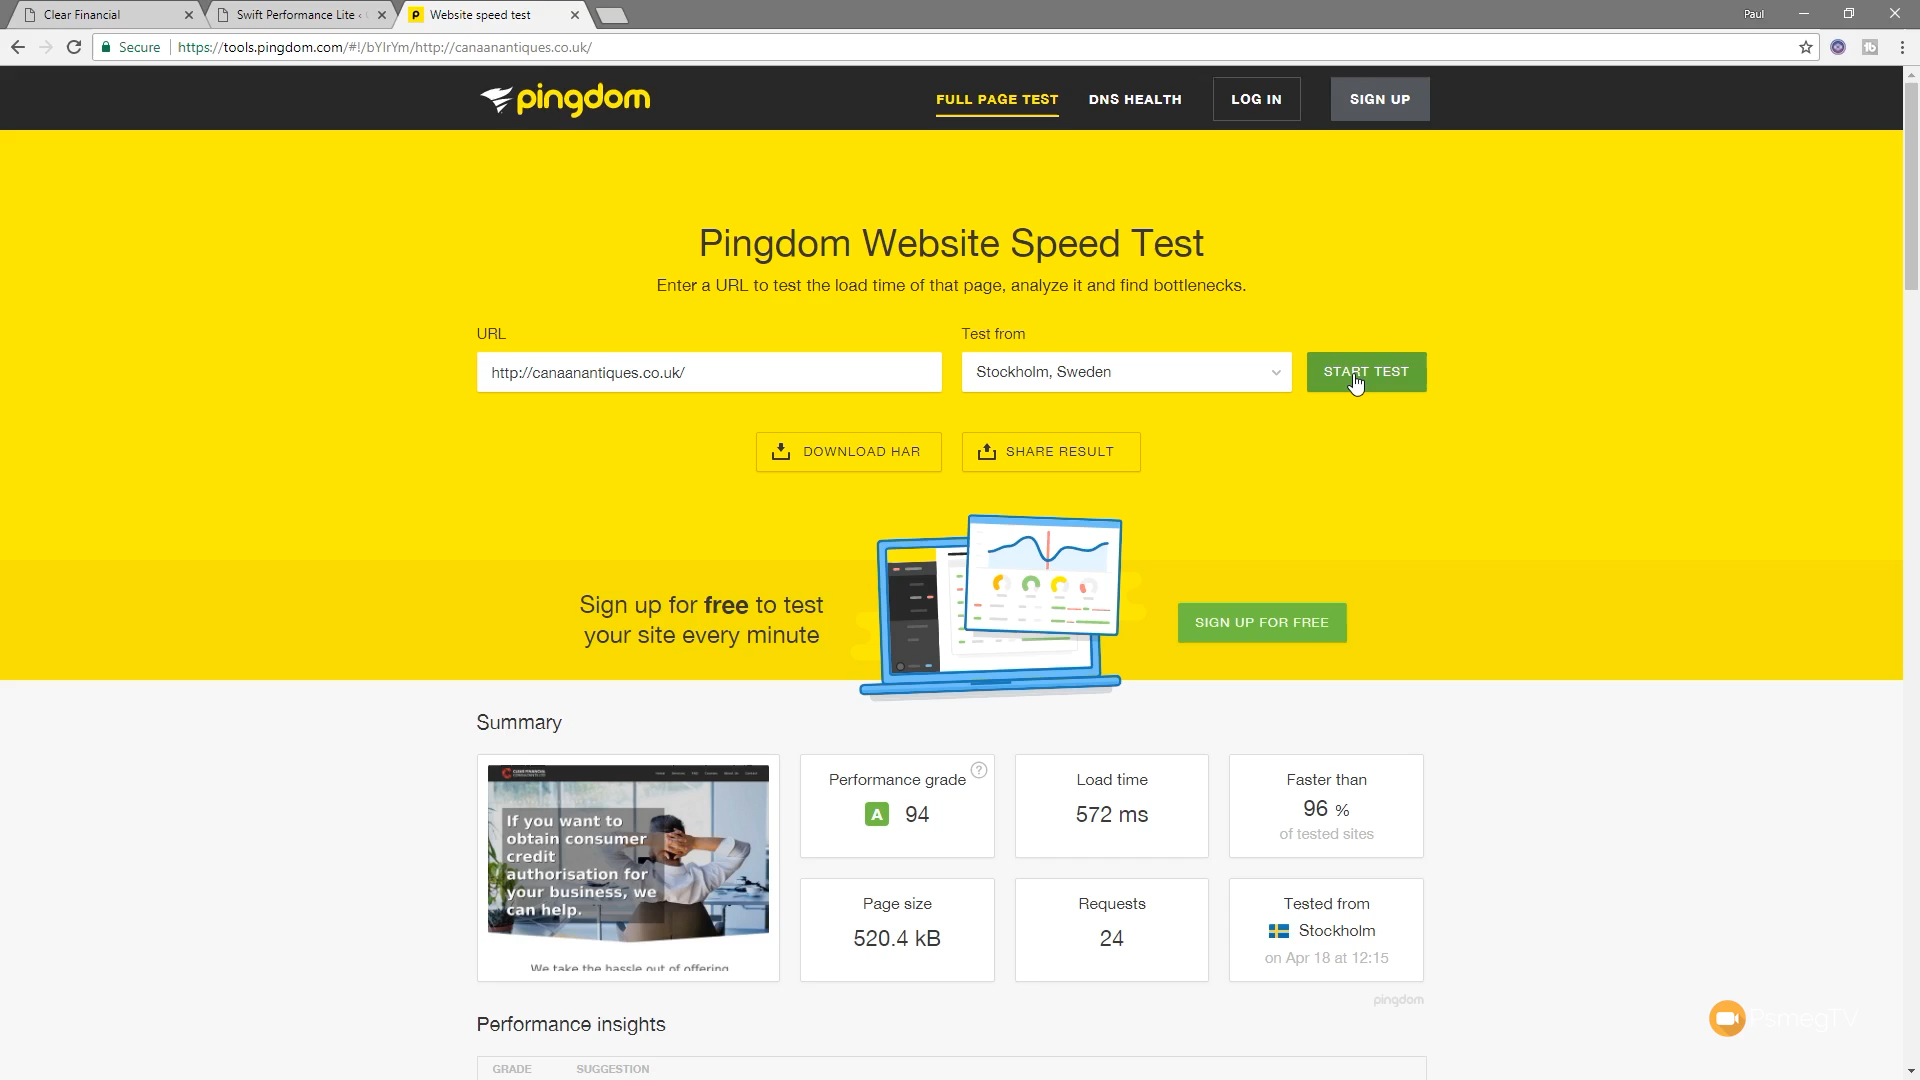 Clear Financial
Swift Performance Lite ‹
Website speed test
Paul
Secure
https://tools.pingdom.com/#!/bYlrYm/http://canaanantiques.co.uk/
pingdom
FULL PAGE TEST
DNS HEALTH
LOG IN
SIGN UP
Pingdom Website Speed Test
Enter a URL to test the load time of that page, analyze it and find bottlenecks.
URL
Test from
http://canaanantiques.co.uk/
Stockholm, Sweden
START TEST
DOWNLOAD HAR
SHARE RESULT
Sign up for free to test
your site every minute
SIGN UP FOR FREE
Summary
CLEAR FINANCIAL
If you want to
obtain consumer
credit
authorisation for
your business, we
can help.
We take the hassle out of offering
Performance grade
?
A 94
Load time
572 ms
Faster than
96 %
of tested sites
Page size
520.4 kB
Requests
24
Tested from
Stockholm
on Apr 18 at 12:15
pingdom
PsmegTV
Performance insights
GRADE
SUGGESTION